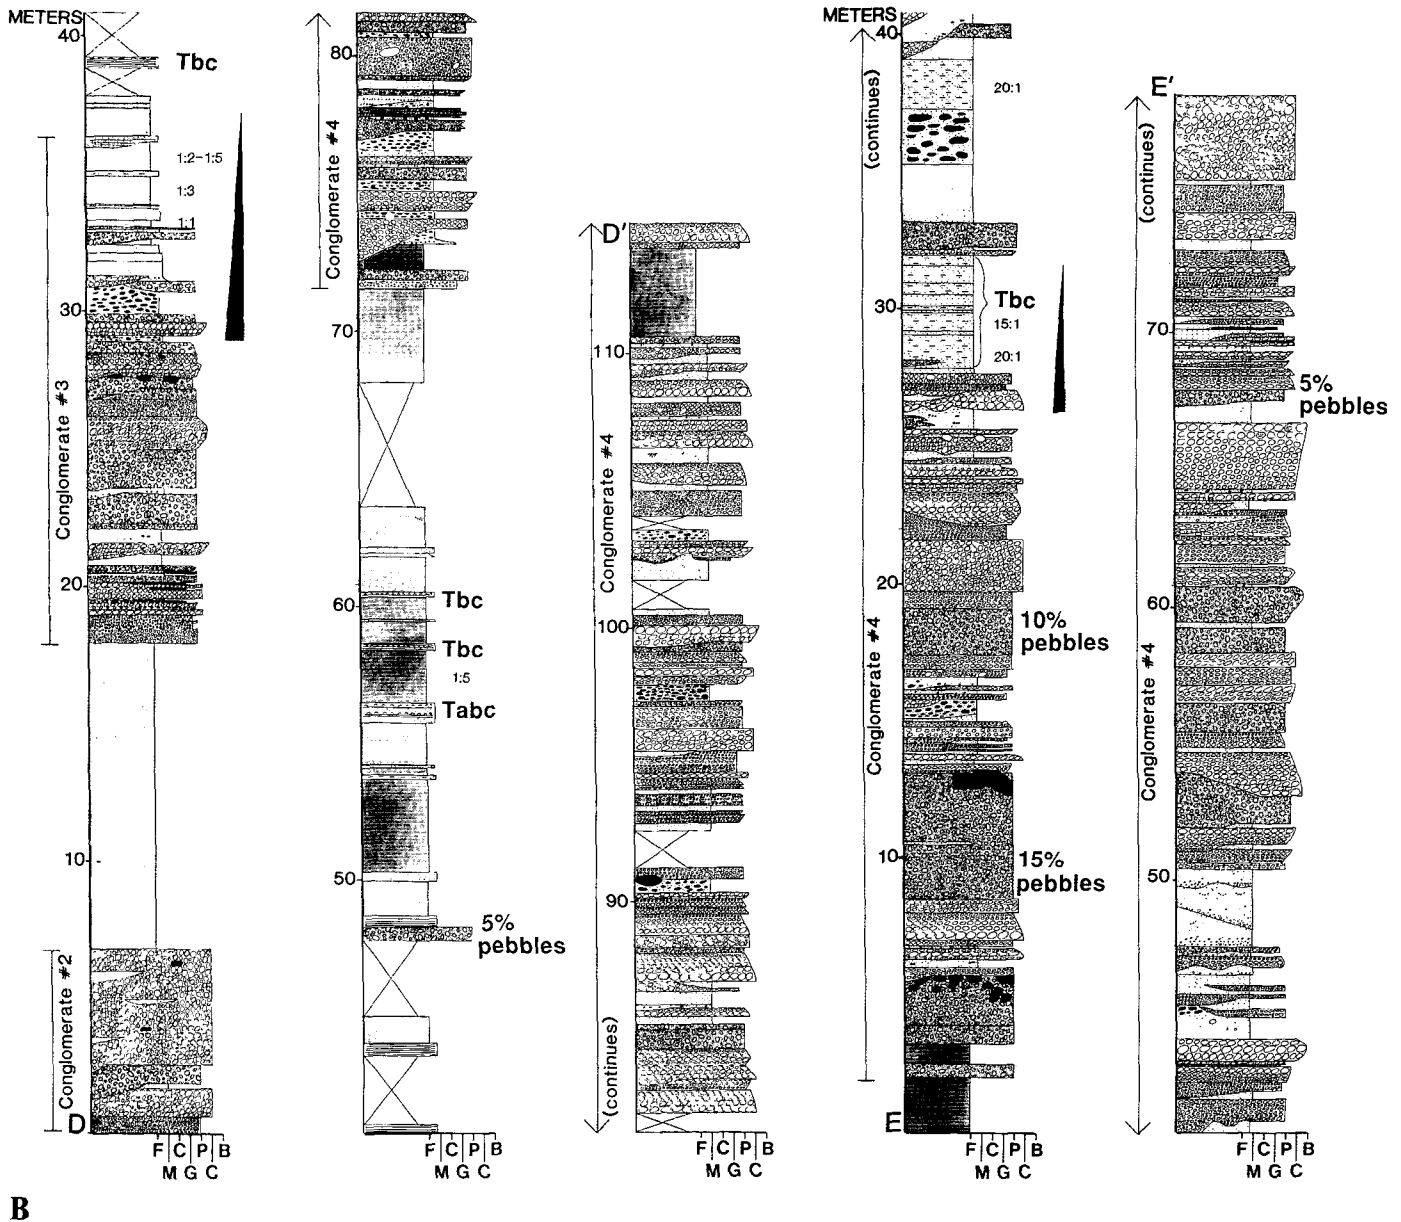 METERS
40
Tbc
1:2-1:5
1:3
1:1
30
Conglomerate #3
20
10
Conglomerate #2
D
F C P B
M G C
80
Conglomerate #4
70
60
Tbc
Tbc
1:5
Tabc
50
5%
pebbles
F C P B
M G C
D'
110
Conglomerate #4
100
90
(continues)
F C P B
M G C
METERS
40
(continues)
20:1
30
Tbc
15:1
20:1
20
10%
pebbles
Conglomerate #4
10
15%
pebbles
E
F C P B
M G C
E'
(continues)
70
5%
pebbles
60
Conglomerate #4
50
F C P B
M G C
B